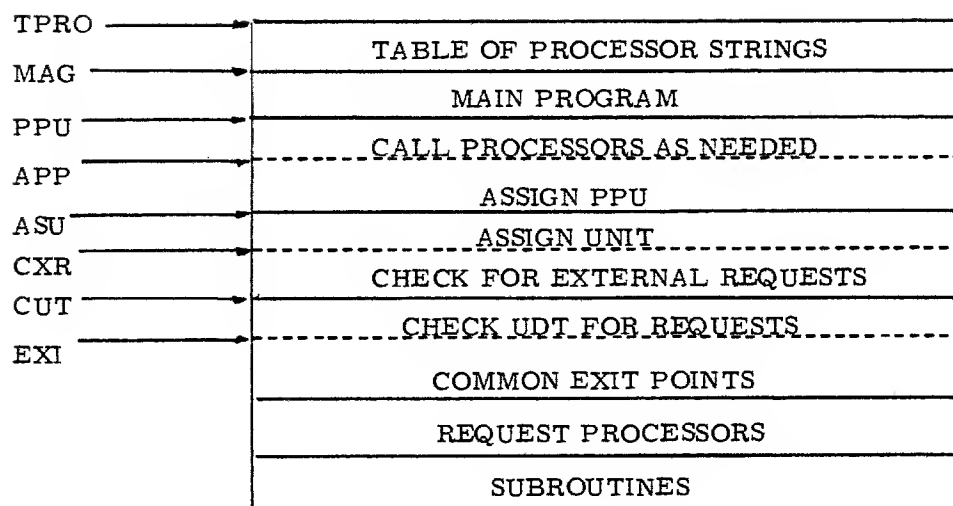 TPRO
TABLE OF PROCESSOR STRINGS
MAG
MAIN PROGRAM
PPU
CALL PROCESSORS AS NEEDED
APP
ASSIGN PPU
ASU
ASSIGN UNIT
CXR
CHECK FOR EXTERNAL REQUESTS
CUT
CHECK UDT FOR REQUESTS
EXI
COMMON EXIT POINTS
REQUEST PROCESSORS
SUBROUTINES